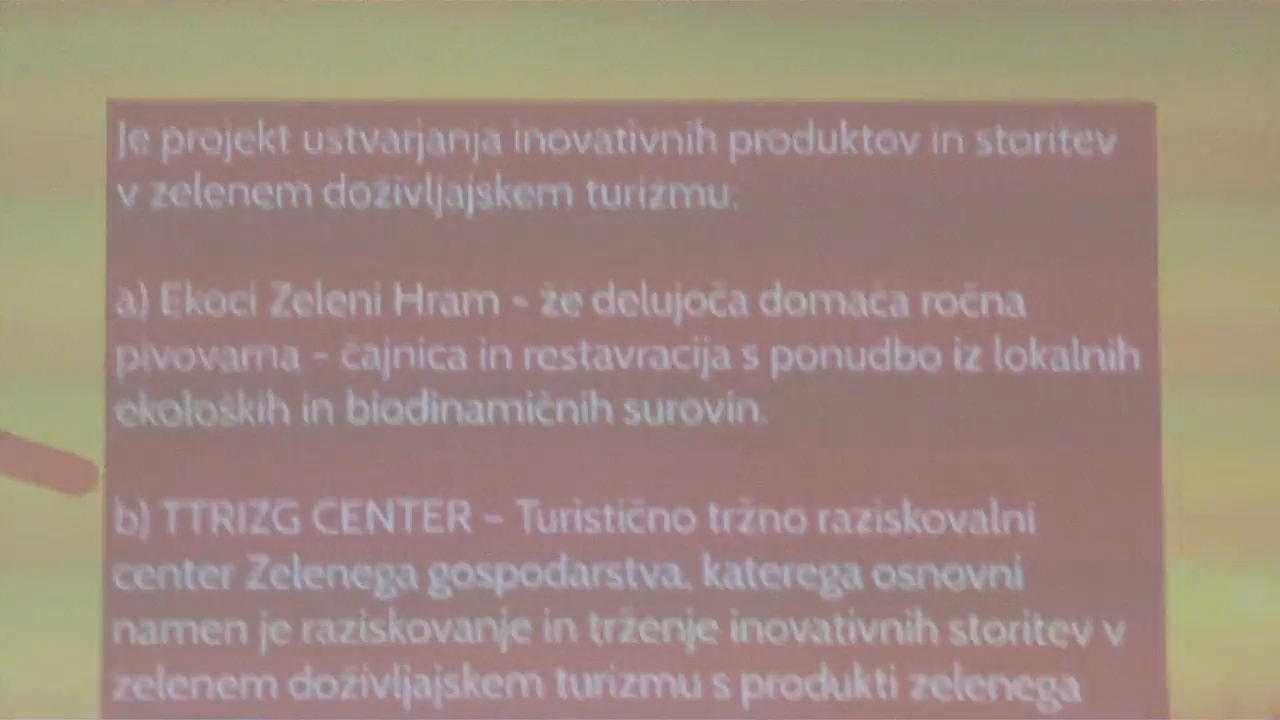 Je projekt ustvarjanja inovativnih produktov in storitev
v zelenem doživljajskem turizmu.
a) Ekoci Zeleni Hram - že delujoča domača ročna
pivovarna - čajnica in restavracija s ponudbo iz lokalnih
ekoloških in biodinamičnih surovin.
b) TTRIZG CENTER - Turistično tržno raziskovalni
center Zelenega gospodarstva, katerega osnovni
namen je raziskovanje in trženje inovativnih storitev v
zelenem doživljajskem turizmu s produkti zelenega